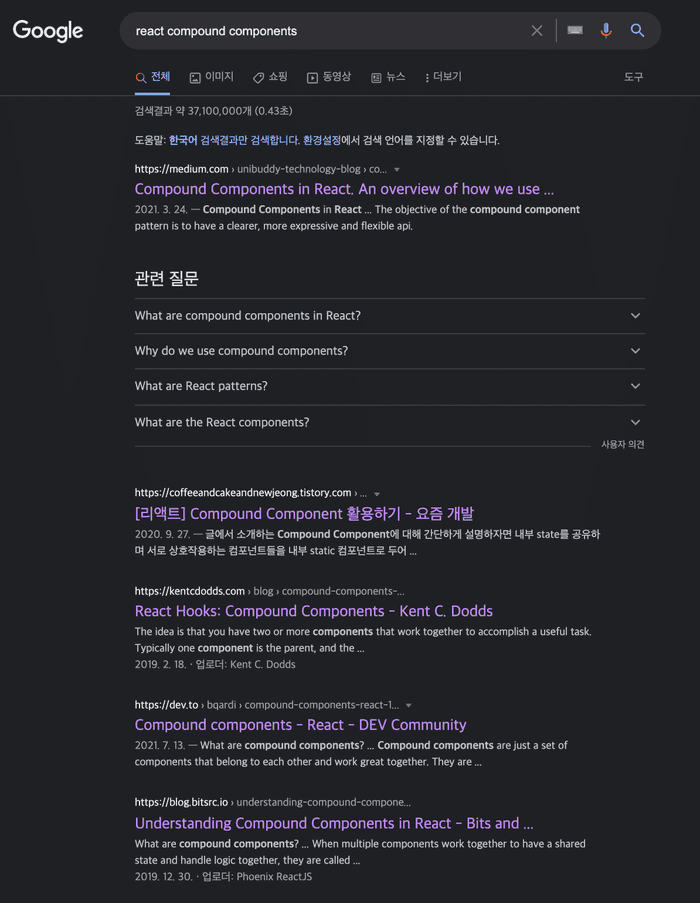 Google
react compound components
전체
이미지
쇼핑
동영상
뉴스
더보기
도구
검색결과 약 37,100,000개 (0.43초)
도움말: 한국어 검색결과만 검색합니다. 환경설정에서 검색 언어를 지정할 수 있습니다.
https://medium.com › unibuddy-technology-blog › co...
Compound Components in React. An overview of how we use ...
2021. 3. 24. — Compound Components in React ... The objective of the compound component
pattern is to have a clearer, more expressive and flexible api.
관련 질문
What are compound components in React?
Why do we use compound components?
What are React patterns?
What are the React components?
사용자 의견
https://coffeeandcakeandnewjeong.tistory.com › ...
[리액트] Compound Component 활용하기 - 요즘 개발
2020. 9. 27. — 글에서 소개하는 Compound Component에 대해 간단하게 설명하자면 내부 state를 공유하
며 서로 상호작용하는 컴포넌트들을 내부 static 컴포넌트로 두어 ...
https://kentcdodds.com › blog › compound-components-...
React Hooks: Compound Components - Kent C. Dodds
The idea is that you have two or more components that work together to accomplish a useful task.
Typically one component is the parent, and the ...
2019. 2. 18. · 업로더: Kent C. Dodds
https://dev.to › bqardi › compound-components-react-1...
Compound components - React - DEV Community
2021. 7. 13. — What are compound components? ... Compound components are just a set of
components that belong to each other and work great together. They are ...
https://blog.bitsrc.io › understanding-compound-compone...
Understanding Compound Components in React - Bits and ...
What are compound components? ... When multiple components work together to have a shared
state and handle logic together, they are called ...
2019. 12. 30. · 업로더: Phoenix ReactJS